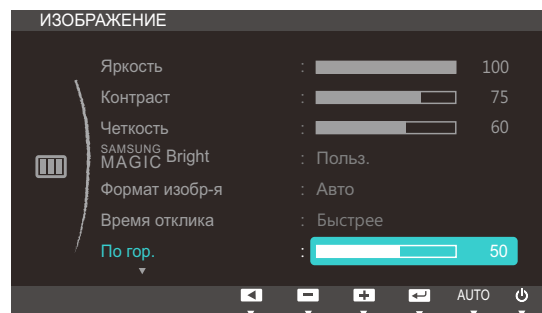 ИЗОБРАЖЕНИЕ
Яркость : 100
Контраст : 75
Четкость : 60
SAMSUNG MAGIC Bright : Польз.
Формат изобр-я : Авто
Время отклика : Быстрее
По гор. : 50
AUTO